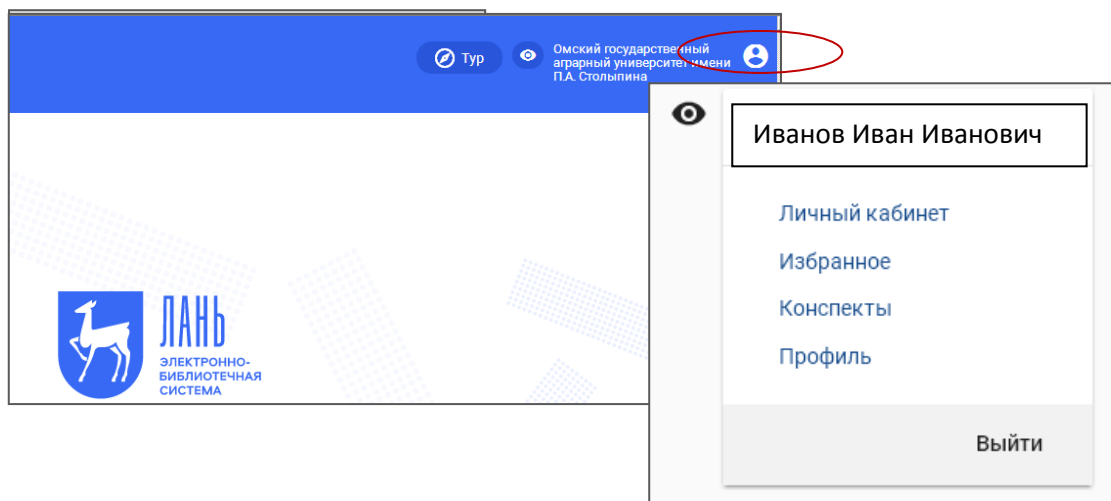 Тур
Омский государственный
аграрный университет имени
П.А. Столыпина
Иванов Иван Иванович
Личный кабинет
Избранное
Конспекты
Профиль
Выйти
ЛАНЬ
ЭЛЕКТРОННО-
БИБЛИОТЕЧНАЯ
СИСТЕМА